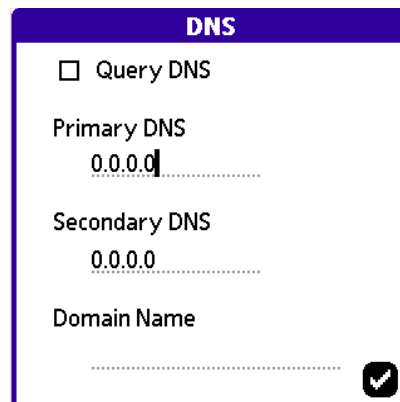 DNS
Query DNS
Primary DNS
0.0.0.0
Secondary DNS
0.0.0.0
Domain Name